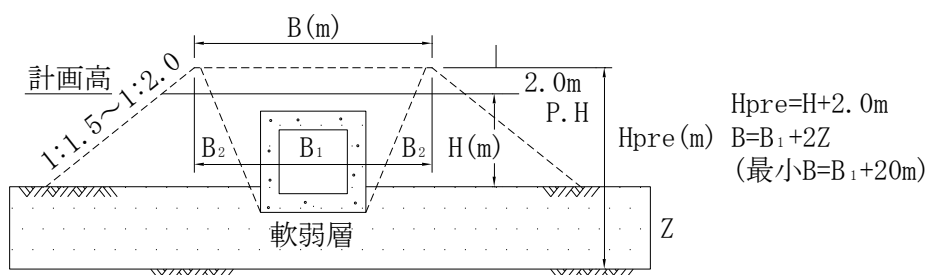 B(m)
計画高
1:1.5～1:2.0
2.0m
P.H
B₂
B₁
B₂
H(m)
Hpre(m)
Hpre=H+2.0m
B=B₁+2Z
(最小B=B₁+20m)
軟弱層
Z